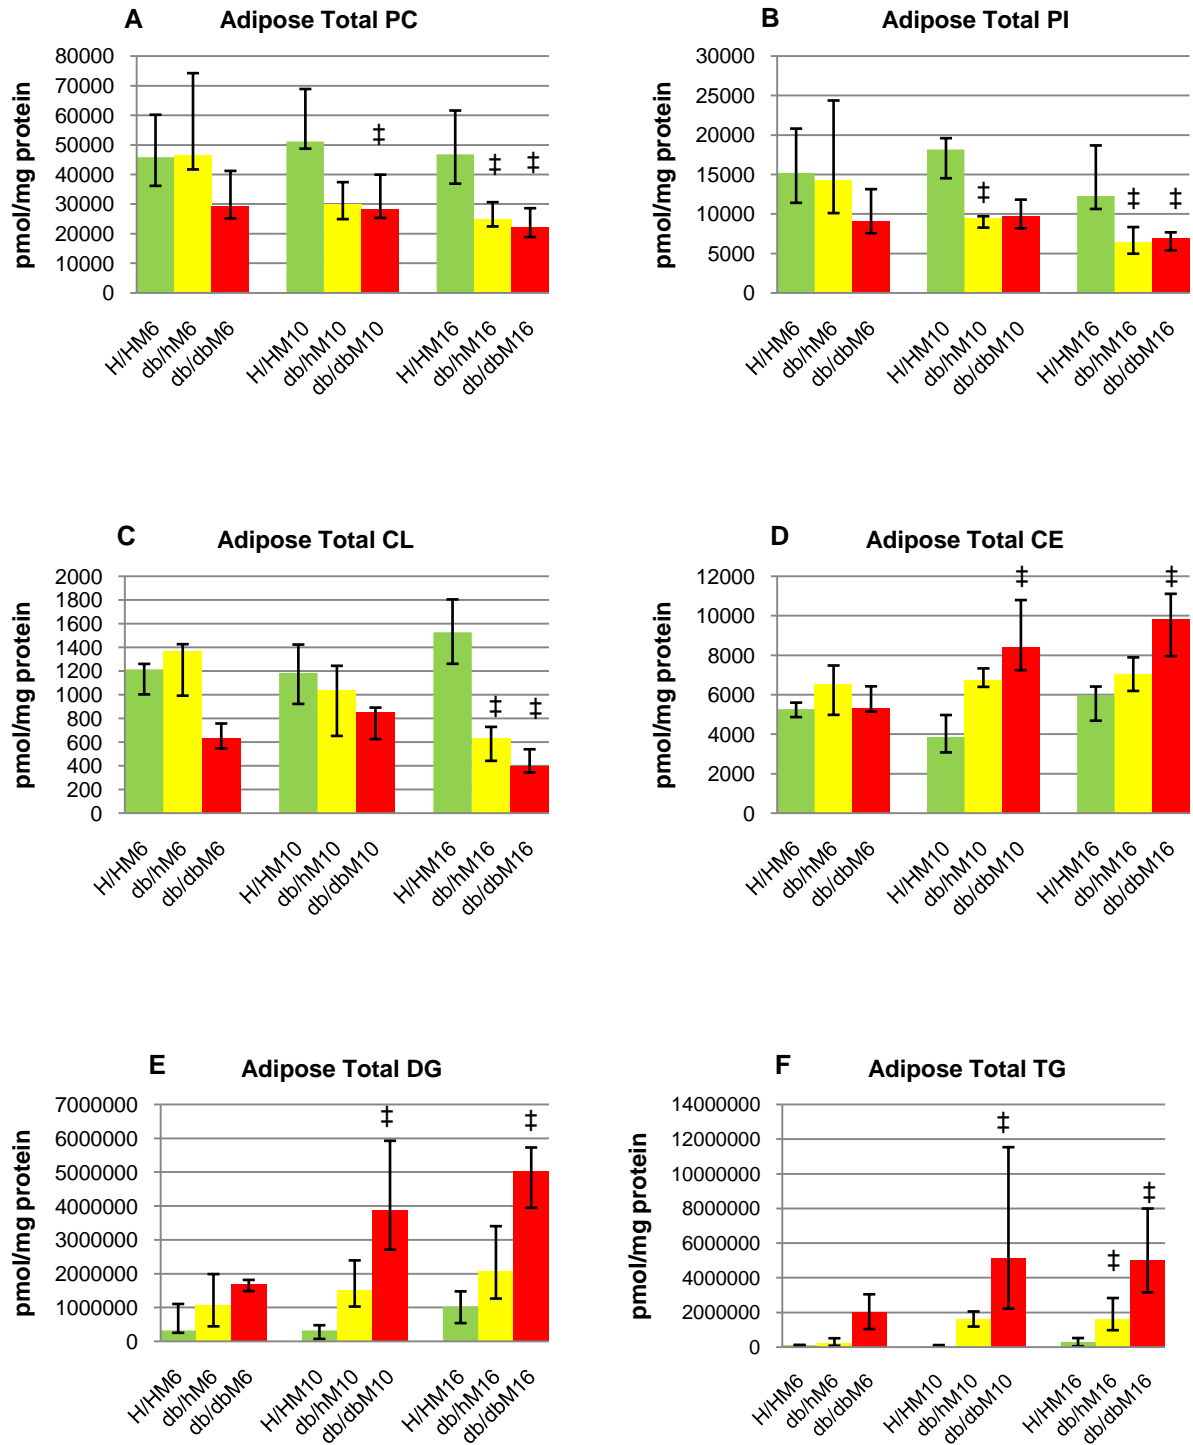 A Adipose Total PC
pmol/mg protein
80000
70000
60000
50000
40000
30000
20000
10000
0
‡ ‡ ‡
H/HM6 db/hM6 db/dbM6 H/HM10 db/hM10 db/dbM10 H/HM16 db/hM16 db/dbM16
B Adipose Total PI
pmol/mg protein
30000
25000
20000
15000
10000
5000
0
‡ ‡ ‡
H/HM6 db/hM6 db/dbM6 H/HM10 db/hM10 db/dbM10 H/HM16 db/hM16 db/dbM16
C Adipose Total CL
pmol/mg protein
2000
1800
1600
1400
1200
1000
800
600
400
200
0
‡ ‡
H/HM6 db/hM6 db/dbM6 H/HM10 db/hM10 db/dbM10 H/HM16 db/hM16 db/dbM16
D Adipose Total CE
pmol/mg protein
12000
10000
8000
6000
4000
2000
0
‡ ‡
H/HM6 db/hM6 db/dbM6 H/HM10 db/hM10 db/dbM10 H/HM16 db/hM16 db/dbM16
E Adipose Total DG
pmol/mg protein
7000000
6000000
5000000
4000000
3000000
2000000
1000000
0
‡ ‡
H/HM6 db/hM6 db/dbM6 H/HM10 db/hM10 db/dbM10 H/HM16 db/hM16 db/dbM16
F Adipose Total TG
pmol/mg protein
14000000
12000000
10000000
8000000
6000000
4000000
2000000
0
‡ ‡ ‡
H/HM6 db/hM6 db/dbM6 H/HM10 db/hM10 db/dbM10 H/HM16 db/hM16 db/dbM16